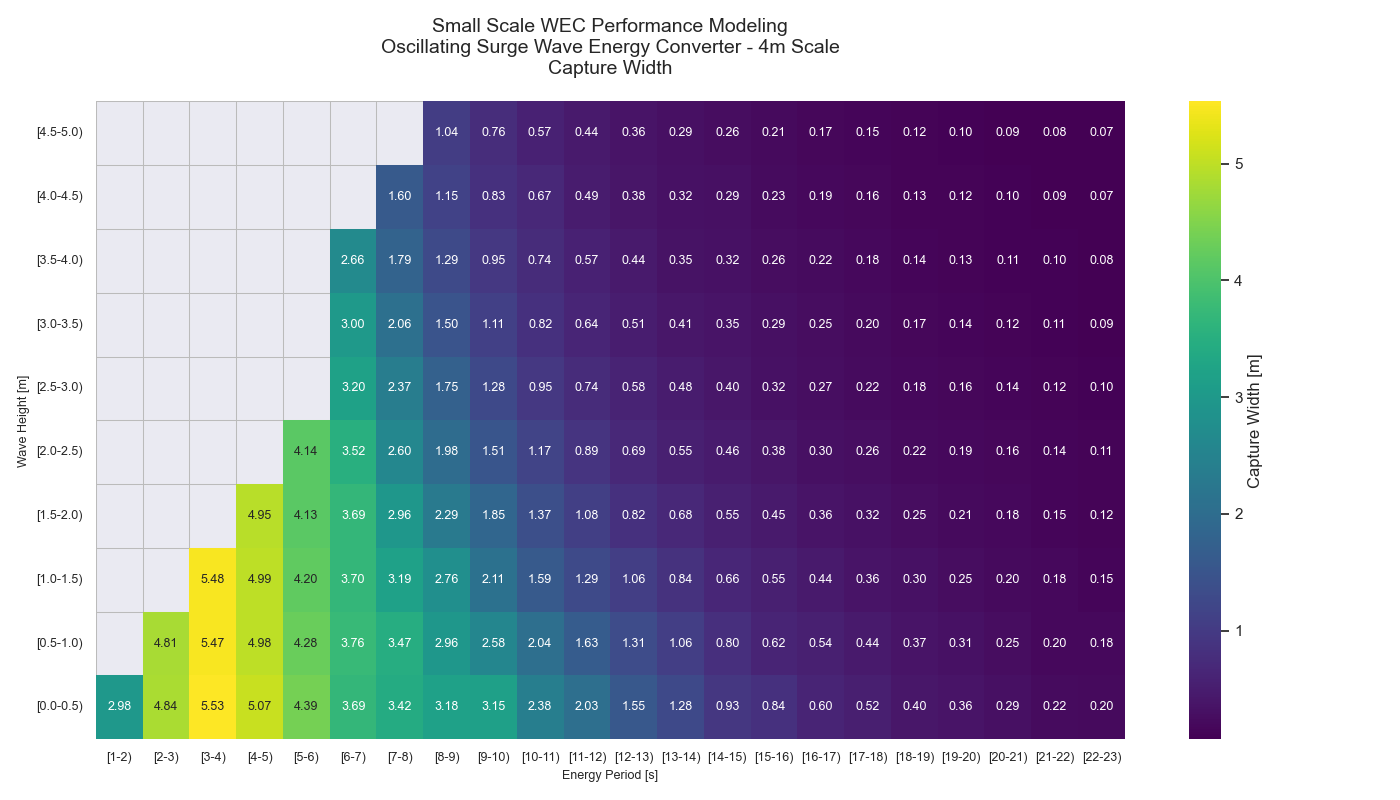 Small Scale WEC Performance Modeling
Oscillating Surge Wave Energy Converter - 4m Scale
Capture Width
[4.5-5.0) 1.04 0.76 0.57 0.44 0.36 0.29 0.26 0.21 0.17 0.15 0.12 0.10 0.09 0.08 0.07
[4.0-4.5) 1.60 1.15 0.83 0.67 0.49 0.38 0.32 0.29 0.23 0.19 0.16 0.13 0.12 0.10 0.09 0.07
[3.5-4.0) 2.66 1.79 1.29 0.95 0.74 0.57 0.44 0.35 0.32 0.26 0.22 0.18 0.14 0.13 0.11 0.10 0.08
[3.0-3.5) 3.00 2.06 1.50 1.11 0.82 0.64 0.51 0.41 0.35 0.29 0.25 0.20 0.17 0.14 0.12 0.11 0.09
[2.5-3.0) 3.20 2.37 1.75 1.28 0.95 0.74 0.58 0.48 0.40 0.32 0.27 0.22 0.18 0.16 0.14 0.12 0.10
[2.0-2.5) 4.14 3.52 2.60 1.98 1.51 1.17 0.89 0.69 0.55 0.46 0.38 0.30 0.26 0.22 0.19 0.16 0.14 0.11
[1.5-2.0) 4.95 4.13 3.69 2.96 2.29 1.85 1.37 1.08 0.82 0.68 0.55 0.45 0.36 0.32 0.25 0.21 0.18 0.15 0.12
[1.0-1.5) 5.48 4.99 4.20 3.70 3.19 2.76 2.11 1.59 1.29 1.06 0.84 0.66 0.55 0.44 0.36 0.30 0.25 0.20 0.18 0.15
[0.5-1.0) 4.81 5.47 4.98 4.28 3.76 3.47 2.96 2.58 2.04 1.63 1.31 1.06 0.80 0.62 0.54 0.44 0.37 0.31 0.25 0.20 0.18
[0.0-0.5) 2.98 4.84 5.53 5.07 4.39 3.69 3.42 3.18 3.15 2.38 2.03 1.55 1.28 0.93 0.84 0.60 0.52 0.40 0.36 0.29 0.22 0.20
[1-2) [2-3) [3-4) [4-5) [5-6) [6-7) [7-8) [8-9) [9-10) [10-11) [11-12) [12-13) [13-14) [14-15) [15-16) [16-17) [17-18) [18-19) [19-20) [20-21) [21-22) [22-23)
Energy Period [s]
Wave Height [m]
5
4
3
2
1
Capture Width [m]